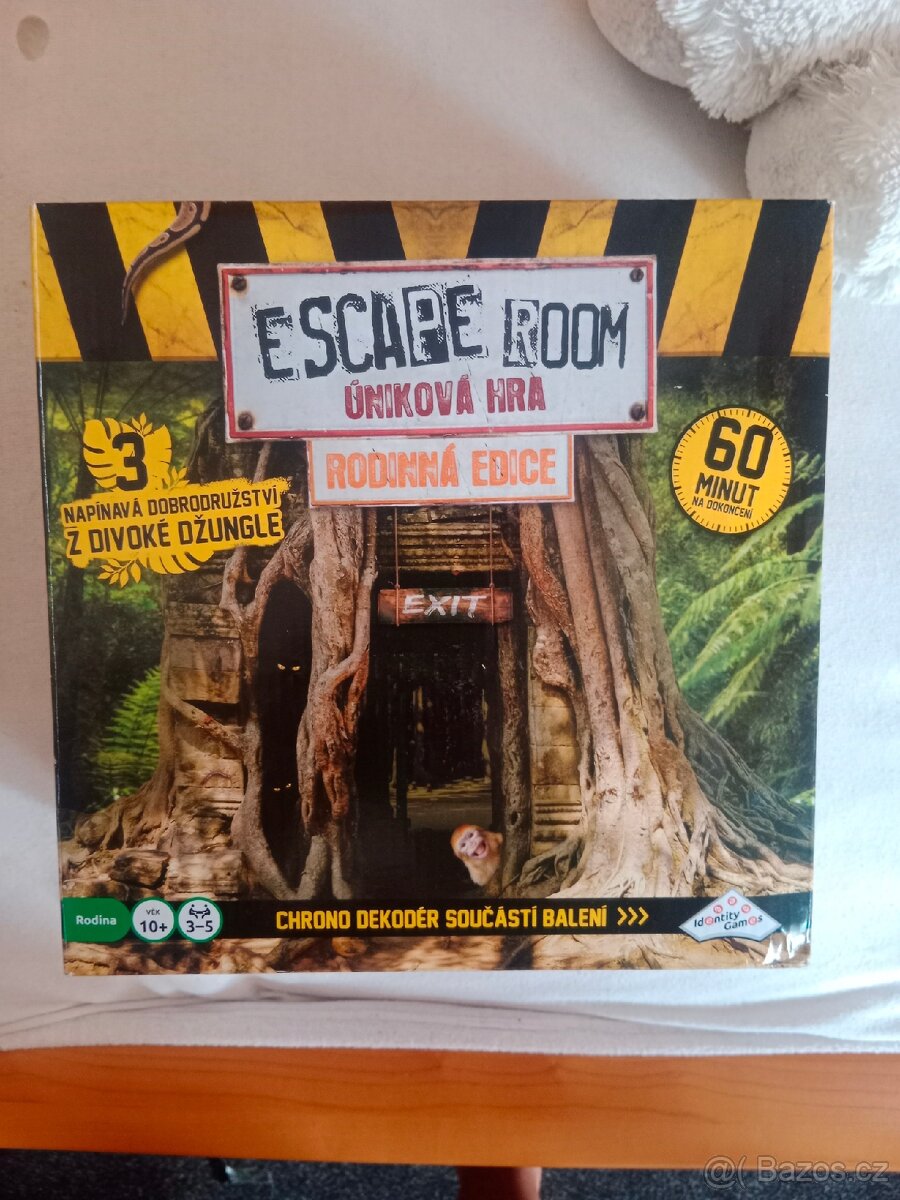 ESCAPE ROOM
ÚNIKOVÁ HRA
RODINNÁ EDICE
3
NAPÍNAVÁ DOBRODRUŽSTVÍ
Z DIVOKÉ DŽUNGLE
60
MINUT
NA DOKONČENÍ
EXIT
Rodina
VĚK
10+
3-5
CHRONO DEKODÉR SOUČÁSTÍ BALENÍ >>>
Identity
Games
@( Bazos.cz